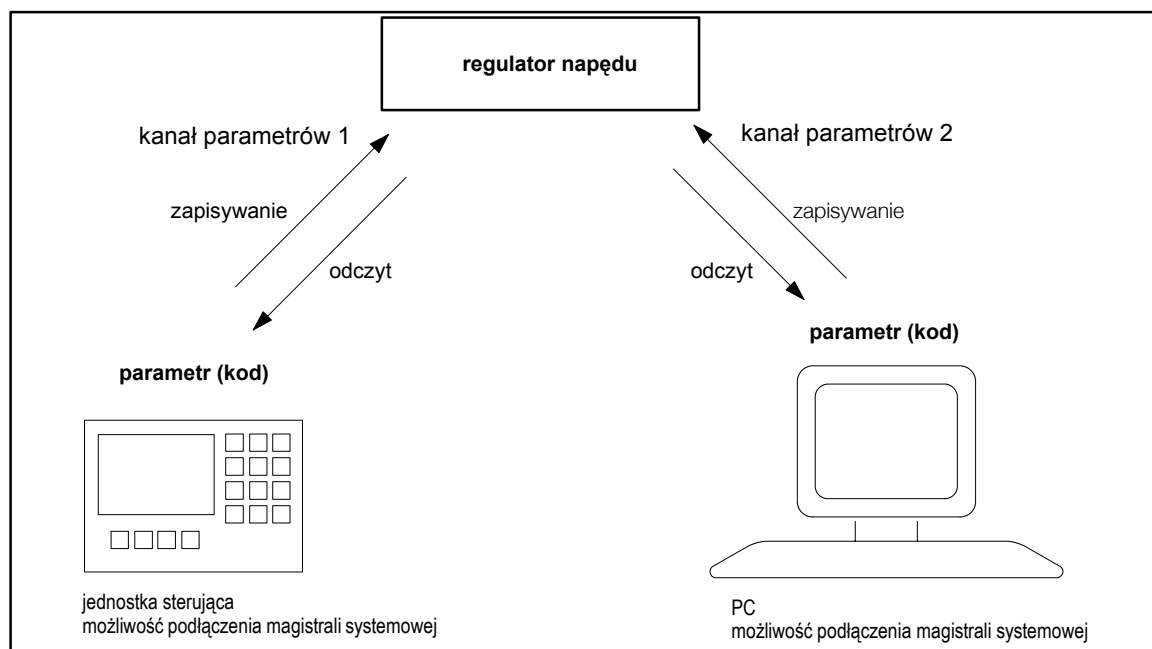 regulator napędu
kanał parametrów 1
kanał parametrów 2
zapisywanie
zapisywanie
odczyt
odczyt
parametr (kod)
parametr (kod)
jednostka sterująca
możliwość podłączenia magistrali systemowej
PC
możliwość podłączenia magistrali systemowej